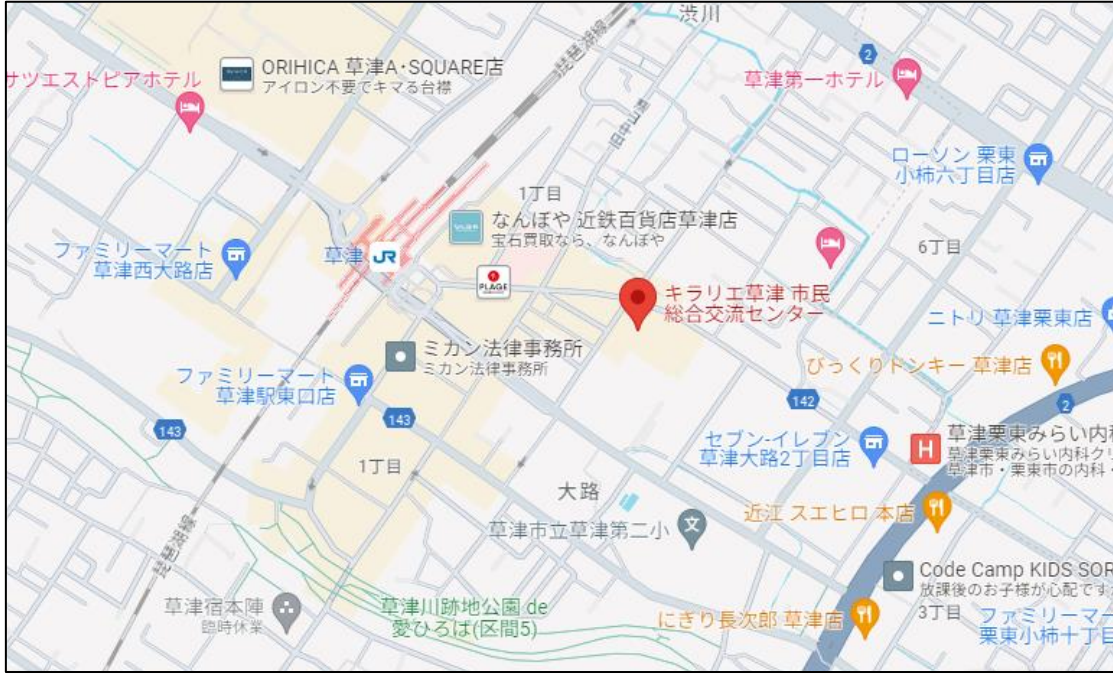 渋川
琵琶湖線
2
ORIHICA 草津A･SQUARE店
アイロン不要でキマる台襟
サツエストピアホテル
草津第一ホテル
旧中山道
ローソン 栗東
小柿六丁目店
1丁目
なんぼや 近鉄百貨店草津店
宝石買取なら、なんぼや
6丁目
ファミリーマート
草津西大路店
草津
JR
PLAGE
キラリエ草津 市民
総合交流センター
ニトリ 草津栗東店
ミカン法律事務所
ミカン法律事務所
びっくりドンキー 草津店
ファミリーマート
草津駅東口店
142
2
143
143
セブン-イレブン
草津大路2丁目店
H
草津栗東みらい内科
草津栗東みらい内科クリ
草津市・栗東市の内科・
1丁目
大路
近江 スエヒロ 本店
草津市立草津第二小
文
琵琶湖線
Code Camp KIDS SOR
放課後のお子様が心配です
草津宿本陣
臨時休業
草津川跡地公園 de
愛ひろば(区間5)
にぎり長次郎 草津店
3丁目
ファミリーマー
栗東小柿十丁目